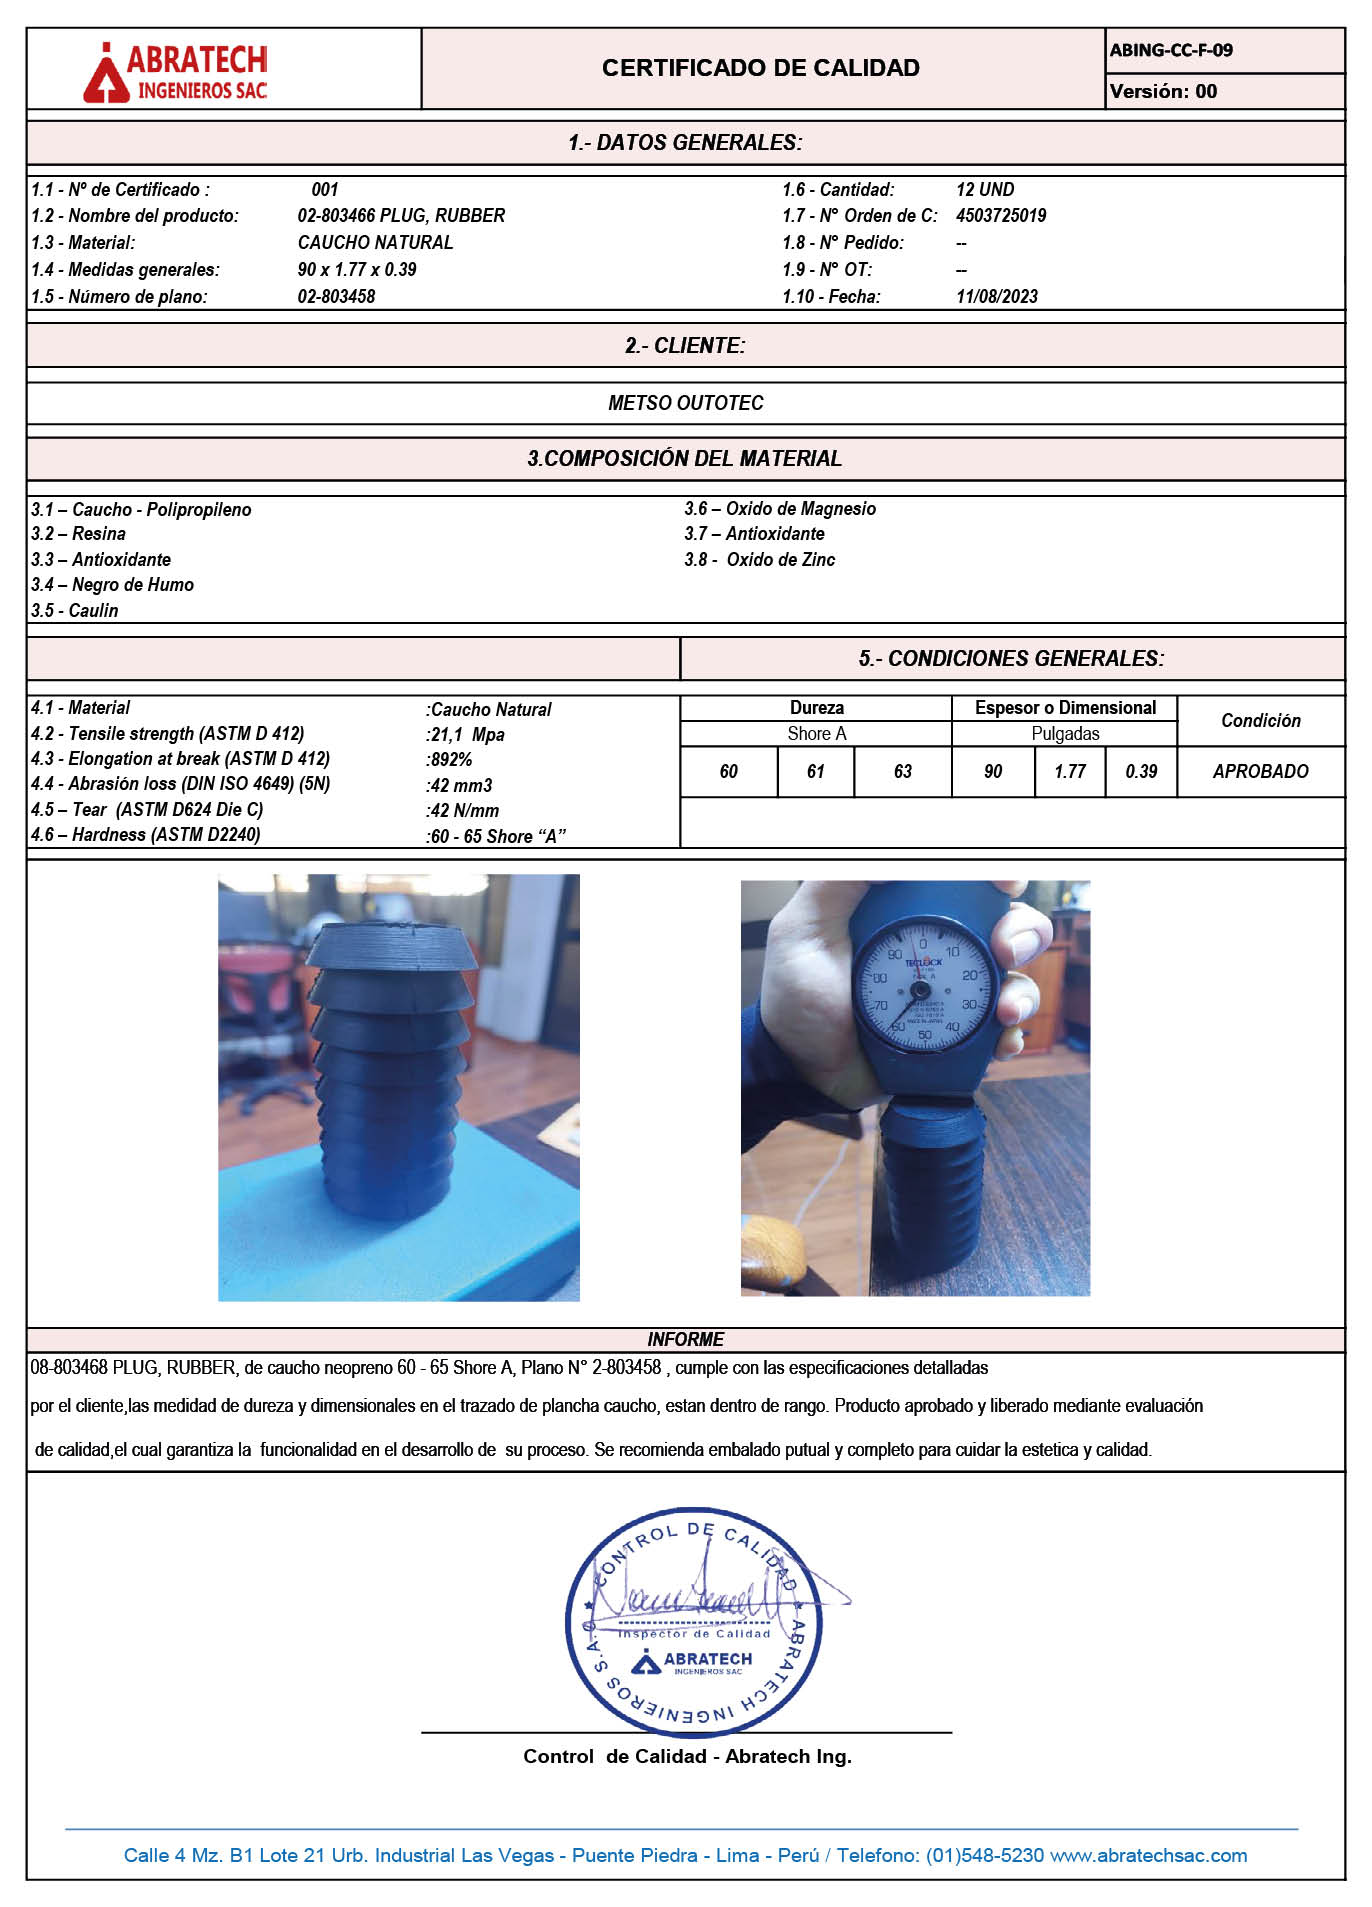 ABRATECH
INGENIEROS SAC
CERTIFICADO DE CALIDAD
ABING-CC-F-09
Versión: 00
1.- DATOS GENERALES:
1.1 - Nº de Certificado : 001
1.6 - Cantidad: 12 UND
1.2 - Nombre del producto: 02-803466 PLUG, RUBBER
1.7 - N° Orden de C: 4503725019
1.3 - Material: CAUCHO NATURAL
1.8 - N° Pedido: --
1.4 - Medidas generales: 90 x 1.77 x 0.39
1.9 - N° OT: --
1.5 - Número de plano: 02-803458
1.10 - Fecha: 11/08/2023
2.- CLIENTE:
METSO OUTOTEC
3.COMPOSICIÓN DEL MATERIAL
3.1 – Caucho - Polipropileno
3.6 – Oxido de Magnesio
3.2 – Resina
3.7 – Antioxidante
3.3 – Antioxidante
3.8 - Oxido de Zinc
3.4 – Negro de Humo
3.5 - Caulin
5.- CONDICIONES GENERALES:
4.1 - Material :Caucho Natural
4.2 - Tensile strength (ASTM D 412) :21,1 Mpa
4.3 - Elongation at break (ASTM D 412) :892%
4.4 - Abrasión loss (DIN ISO 4649) (5N) :42 mm3
4.5 – Tear (ASTM D624 Die C) :42 N/mm
4.6 – Hardness (ASTM D2240) :60 - 65 Shore “A”
Dureza Espesor o Dimensional Condición
Shore A Pulgadas
60 61 63 90 1.77 0.39 APROBADO
0
10
20
30
40
50
60
70
80
90
TECLOCK
INFORME
08-803468 PLUG, RUBBER, de caucho neopreno 60 - 65 Shore A, Plano N° 2-803458 , cumple con las especificaciones detalladas
por el cliente,las medidad de dureza y dimensionales en el trazado de plancha caucho, estan dentro de rango. Producto aprobado y liberado mediante evaluación
de calidad,el cual garantiza la funcionalidad en el desarrollo de su proceso. Se recomienda embalado putual y completo para cuidar la estetica y calidad.
CONTROL DE CALIDAD
ABRATECH INGENIEROS S.A.C
Inspector de Calidad
ABRATECH
INGENIEROS SAC
Control de Calidad - Abratech Ing.
Calle 4 Mz. B1 Lote 21 Urb. Industrial Las Vegas - Puente Piedra - Lima - Perú / Telefono: (01)548-5230 www.abratechsac.com